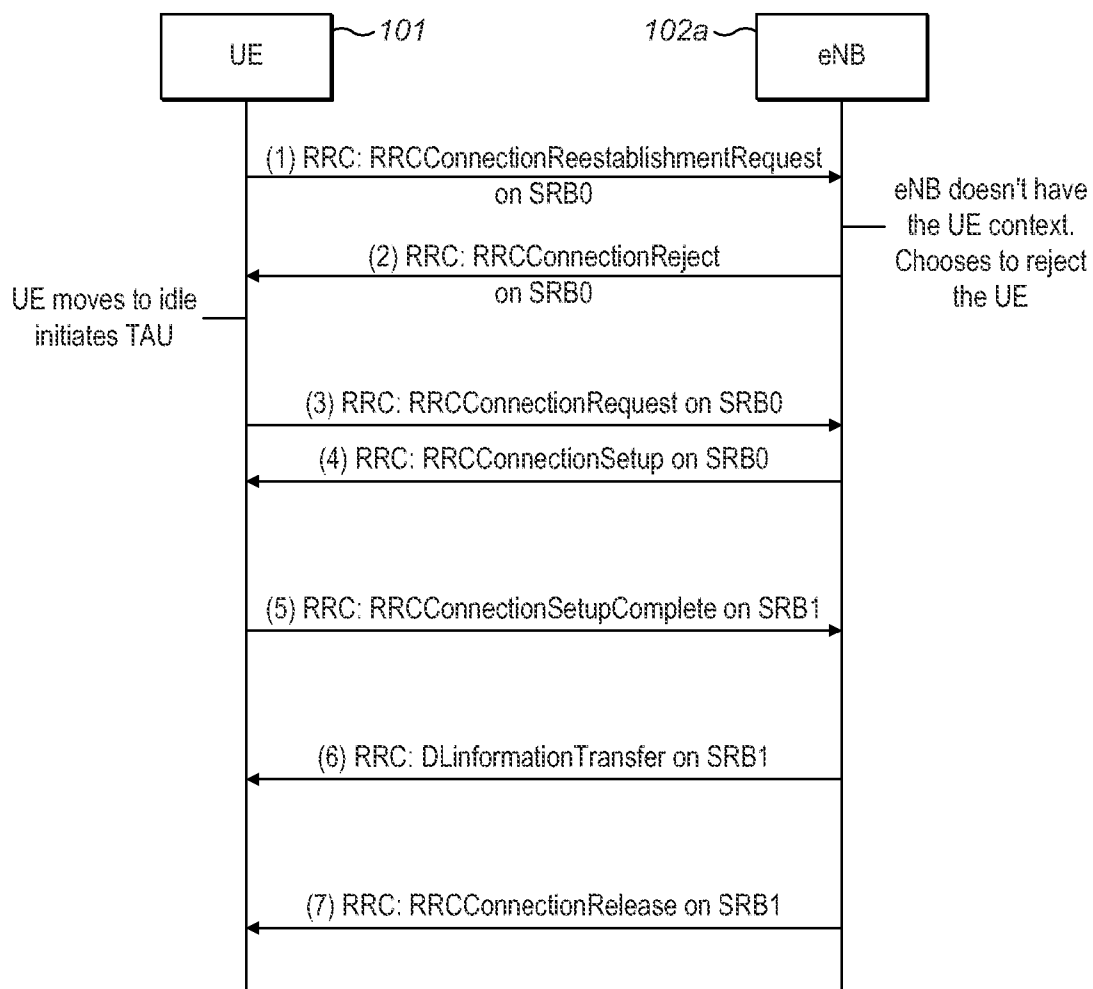 UE
101
102a
eNB
(1) RRC: RRCConnectionReestablishmentRequest
on SRB0
eNB doesn't have
the UE context.
Chooses to reject
the UE
(2) RRC: RRCConnectionReject
on SRB0
UE moves to idle
initiates TAU
(3) RRC: RRCConnectionRequest on SRB0
(4) RRC: RRCConnectionSetup on SRB0
(5) RRC: RRCConnectionSetupComplete on SRB1
(6) RRC: DLinformationTransfer on SRB1
(7) RRC: RRCConnectionRelease on SRB1